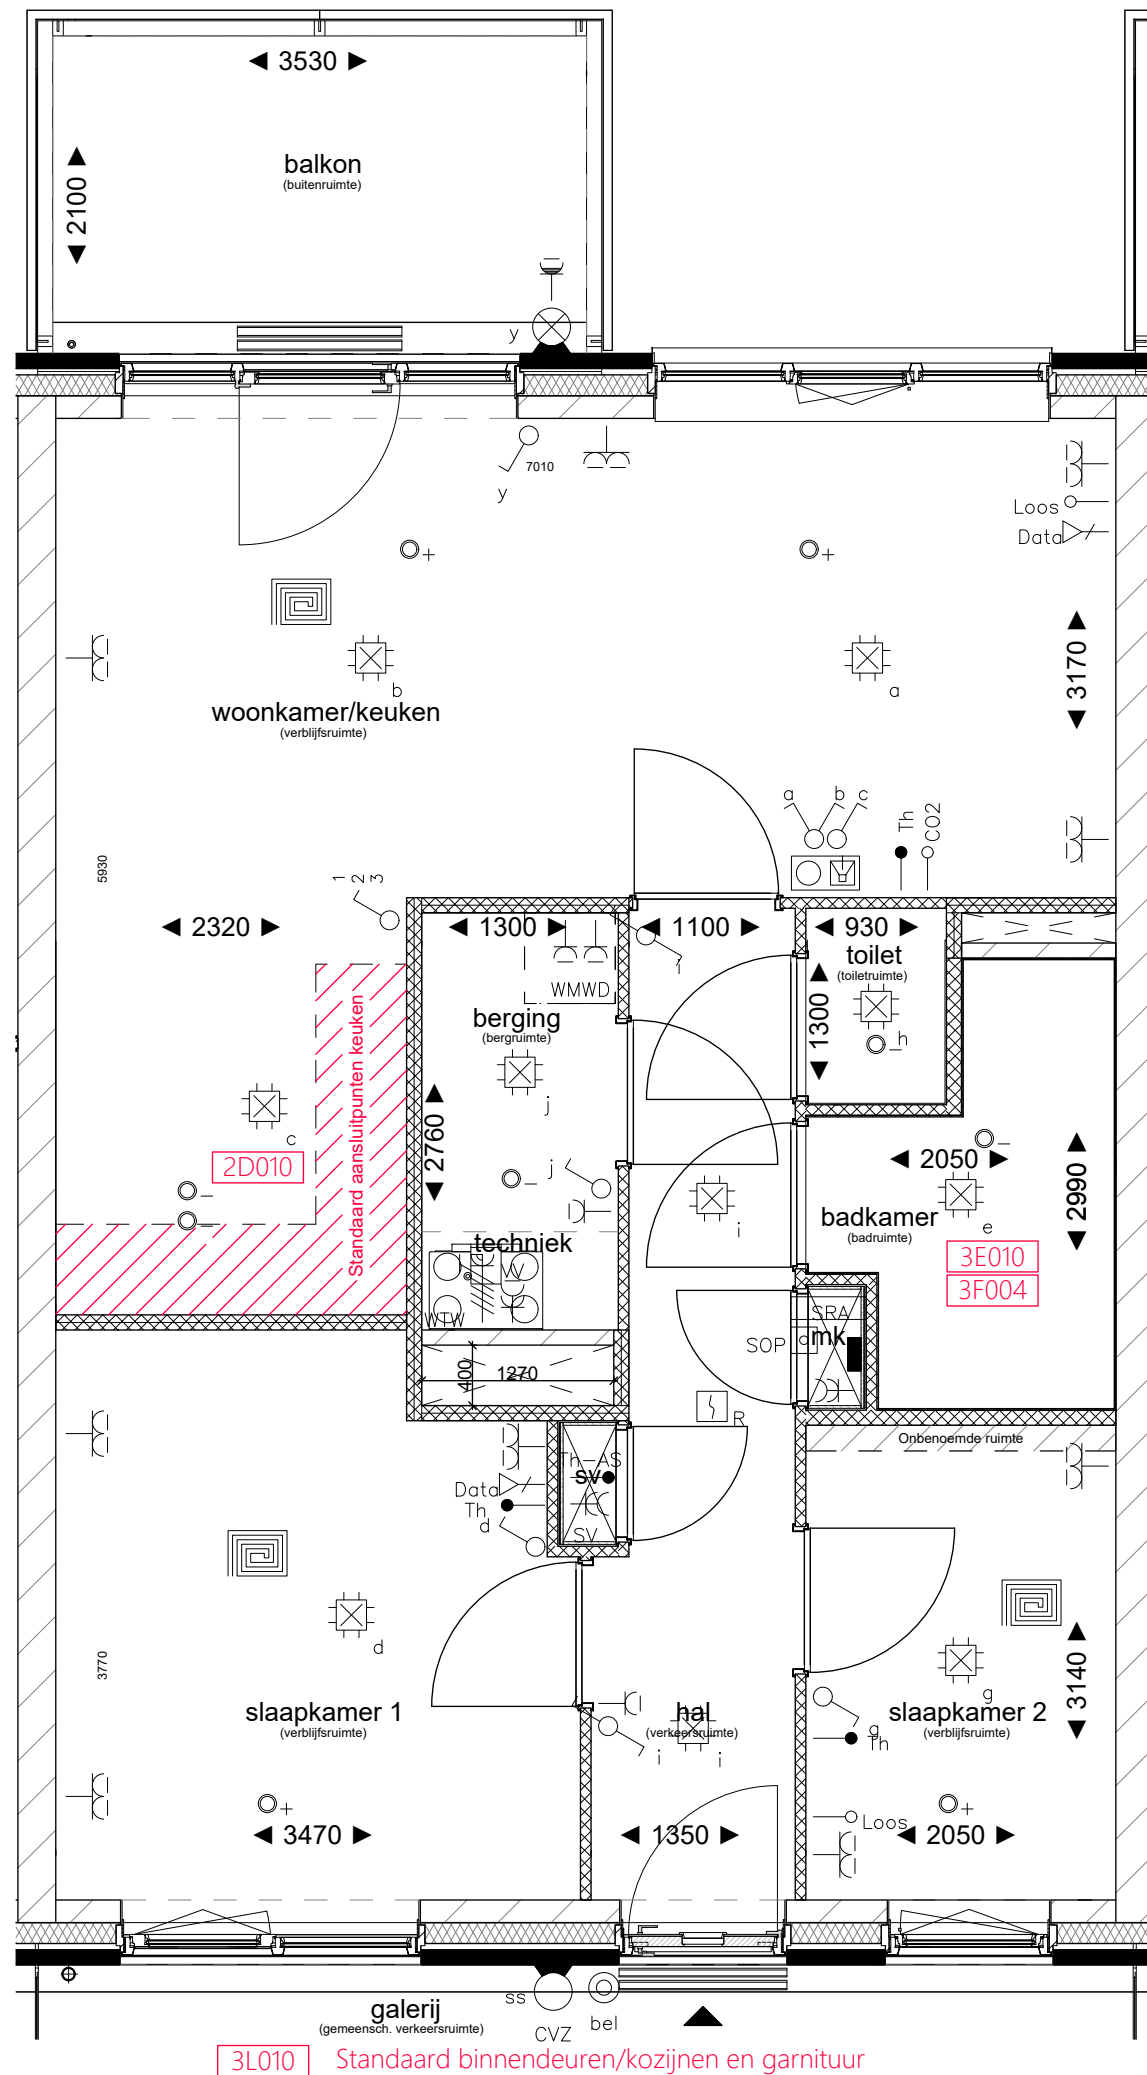 3530
balkon
(buitenruimte)
2100
y
y
7010
Loos
Data
+
+
b
a
3170
woonkamer/keuken
(verblijfsruimte)
a b c
Th
CO2
5930
1 2 3
2320
1300
1100
930
toilet
(toiletruimte)
i
WMWD
1300
berging
(bergruimte)
h
Standaard aansluitpunten keuken
j
c
2760
2D010
2050
2990
j
i
badkamer
(badruimte)
e
techniek
3E010
3F004
WTW
SRA
SOP
mk
400
1270
R
Onbenoemde ruimte
Th-AS
sv
Data
Th
d
SV
d
3770
3140
g
slaapkamer 1
(verblijfsruimte)
hal
(verkeersruimte)
slaapkamer 2
(verblijfsruimte)
g
Th
i
i
+
+
Loos
3470
1350
2050
ss
galerij
(gemeensch. verkeersruimte)
CVZ
bel
3L010 Standaard binnendeuren/kozijnen en garnituur